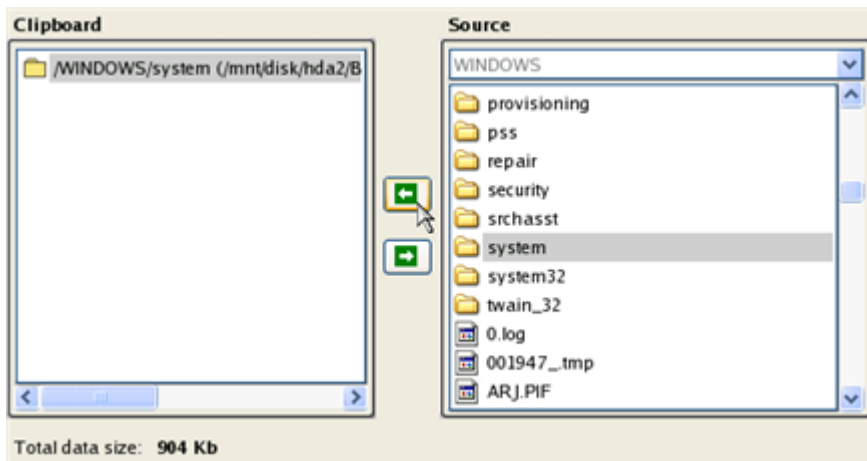 Clipboard
/WINDOWS/system (/mnt/disk/hda2/B
Source
WINDOWS
provisioning
pss
repair
security
srchasst
system
system32
twain_32
0.log
001947_.tmp
ARJ.PIF
Total data size: 904 Kb